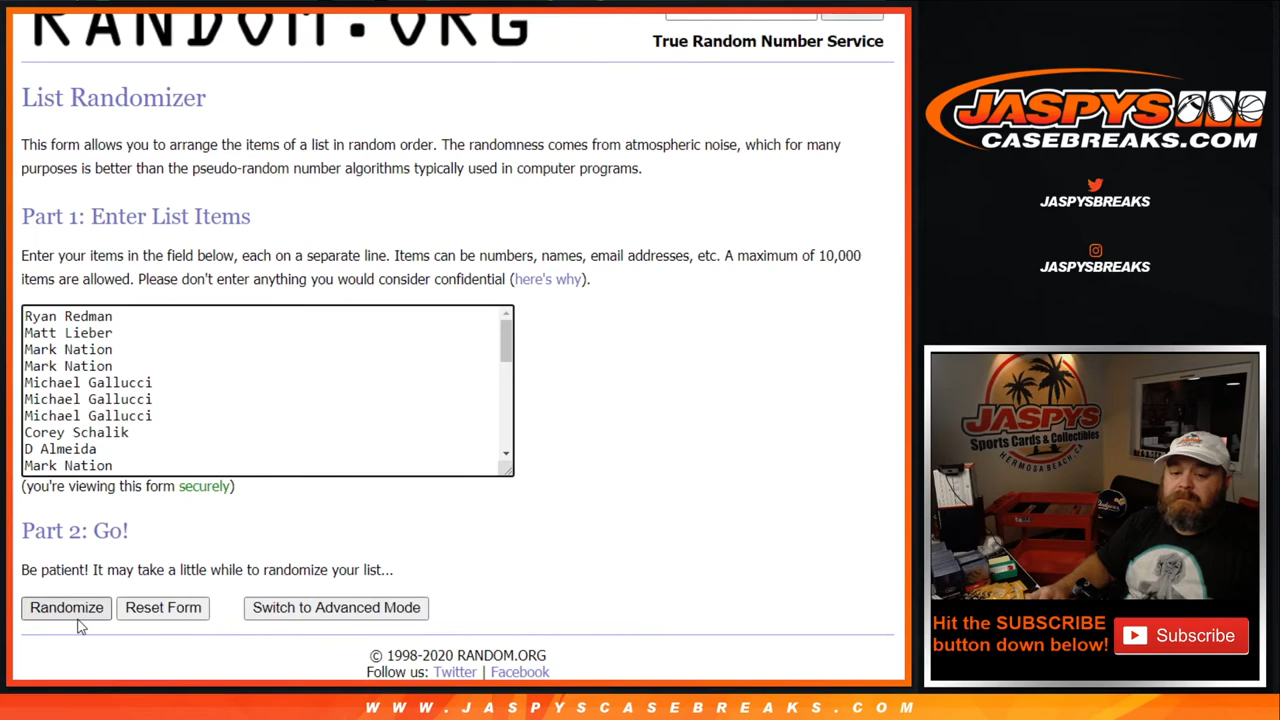 RANDOM.ORG
True Random Number Service
List Randomizer
This form allows you to arrange the items of a list in random order. The randomness comes from atmospheric noise, which for many
purposes is better than the pseudo-random number algorithms typically used in computer programs.
Part 1: Enter List Items
Enter your items in the field below, each on a separate line. Items can be numbers, names, email addresses, etc. A maximum of 10,000
items are allowed. Please don't enter anything you would consider confidential (here's why).
Ryan Redman
Matt Lieber
Mark Nation
Mark Nation
Michael Gallucci
Michael Gallucci
Michael Gallucci
Corey Schalik
D Almeida
Mark Nation
(you're viewing this form securely)
Part 2: Go!
Be patient! It may take a little while to randomize your list...
Randomize Reset Form Switch to Advanced Mode
© 1998-2020 RANDOM.ORG
Follow us: Twitter | Facebook
JASPYS
CASEBREAKS.COM
JASPYSBREAKS
JASPYSBREAKS
JASPYS
Sports Cards & Collectibles
HERMOSA BEACH, CA
Dodgers
Hit the SUBSCRIBE
button down below!
Subscribe
WWW.JASPYSCASEBREAKS.COM